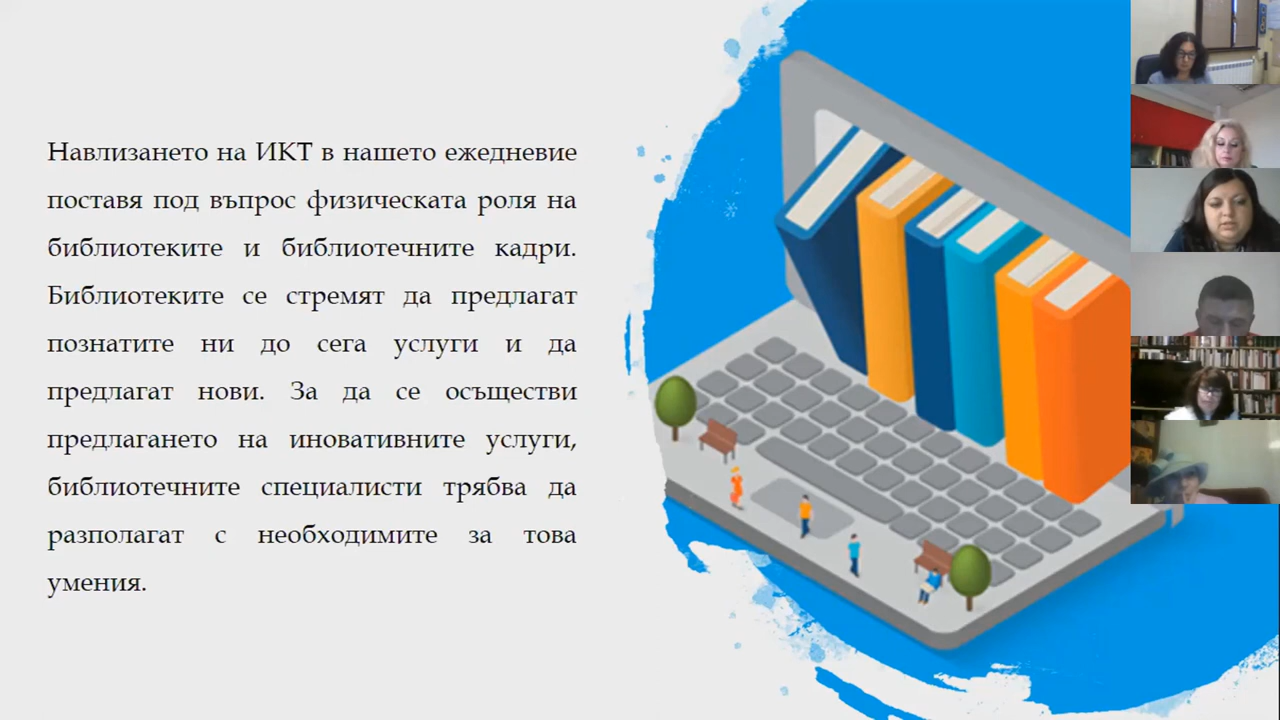 Навлизането на ИКТ в нашето ежедневие
поставя под въпрос физическата роля на
библиотеките и библиотечните кадри.
Библиотеките се стремят да предлагат
познатите ни до сега услуги и да
предлагат нови. За да се осъществи
предлагането на иновативните услуги,
библиотечните специалисти трябва да
разполагат с необходимите за това
умения.